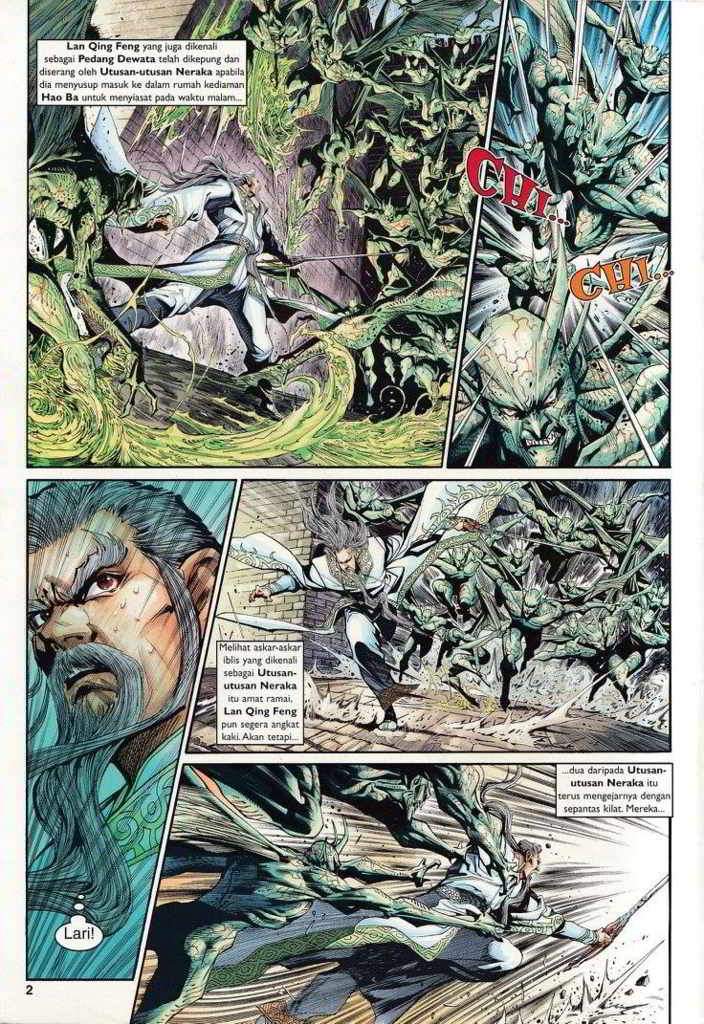 Lan Qing Feng yang juga dikenali
sebagai Pedang Dewata telah dikepung dan
diserang oleh Utusan-utusan Neraka apabila
dia menyusup masuk ke dalam rumah kediaman
Hao Ba untuk menyiasat pada waktu malam...
CHI...
CHI...
Lari!
Melihat askar-askar
iblis yang dikenali
sebagai Utusan-
utusan Neraka
itu amat ramai,
Lan Qing Feng
pun segera angkat
kaki. Akan tetapi...
...dua daripada Utusan-
utusan Neraka itu
terus mengejarnya dengan
sepantas kilat. Mereka...
2